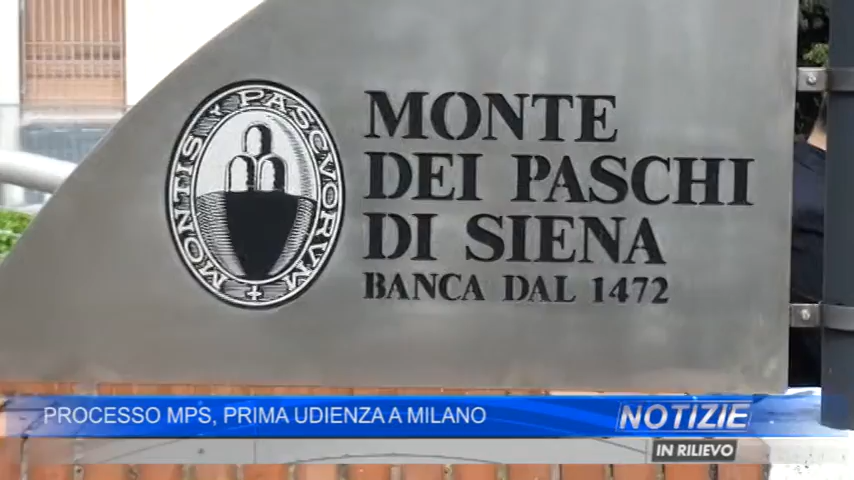 MONTIS PASCVORVM
MONTE
DEI PASCHI
DI SIENA
BANCA DAL 1472
PROCESSO MPS, PRIMA UDIENZA A MILANO
NOTIZIE
IN RILIEVO